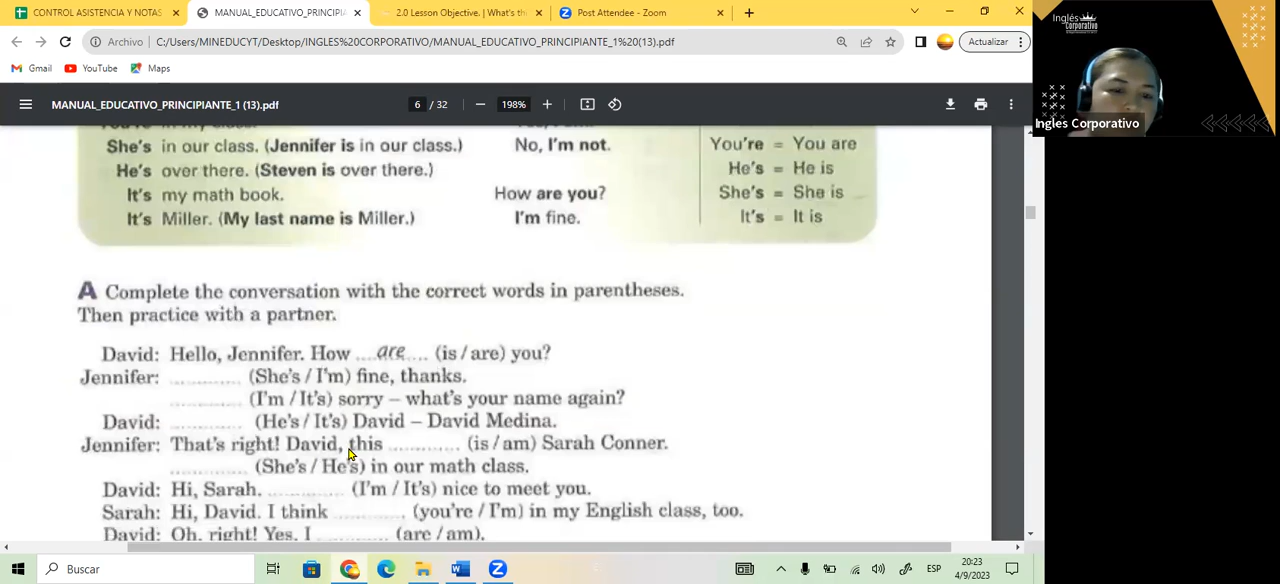 CONTROL ASISTENCIA Y NOTAS
MANUAL_EDUCATIVO_PRINCIPIA
2.0 Lesson Objective. | What's th
Post Attendee - Zoom
Archivo
C:/Users/MINEDUCYT/Desktop/INGLES%20CORPORATIVO/MANUAL_EDUCATIVO_PRINCIPIANTE_1%20(13).pdf
Actualizar
Gmail
YouTube
Maps
MANUAL_EDUCATIVO_PRINCIPIANTE_1 (13).pdf
6 / 32
198%
Inglés
Corporativo
Ingles Corporativo
She's in our class. (Jennifer is in our class.)
He's over there. (Steven is over there.)
It's my math book.
It's Miller. (My last name is Miller.)
No, I'm not.
How are you?
I'm fine.
You're = You are
He's = He is
She's = She is
It's = It is
A Complete the conversation with the correct words in parentheses.
Then practice with a partner.
David: Hello, Jennifer. How ....are.... (is / are) you?
Jennifer: .............. (She's / I'm) fine, thanks.
.............. (I'm / It's) sorry – what's your name again?
David: .............. (He's / It's) David – David Medina.
Jennifer: That's right! David, this .............. (is / am) Sarah Conner.
.............. (She's / He's) in our math class.
David: Hi, Sarah. .............. (I'm / It's) nice to meet you.
Sarah: Hi, David. I think .............. (you're / I'm) in my English class, too.
David: Oh, right! Yes, I .............. (are / am).
Buscar
ESP
20:23
4/9/2023